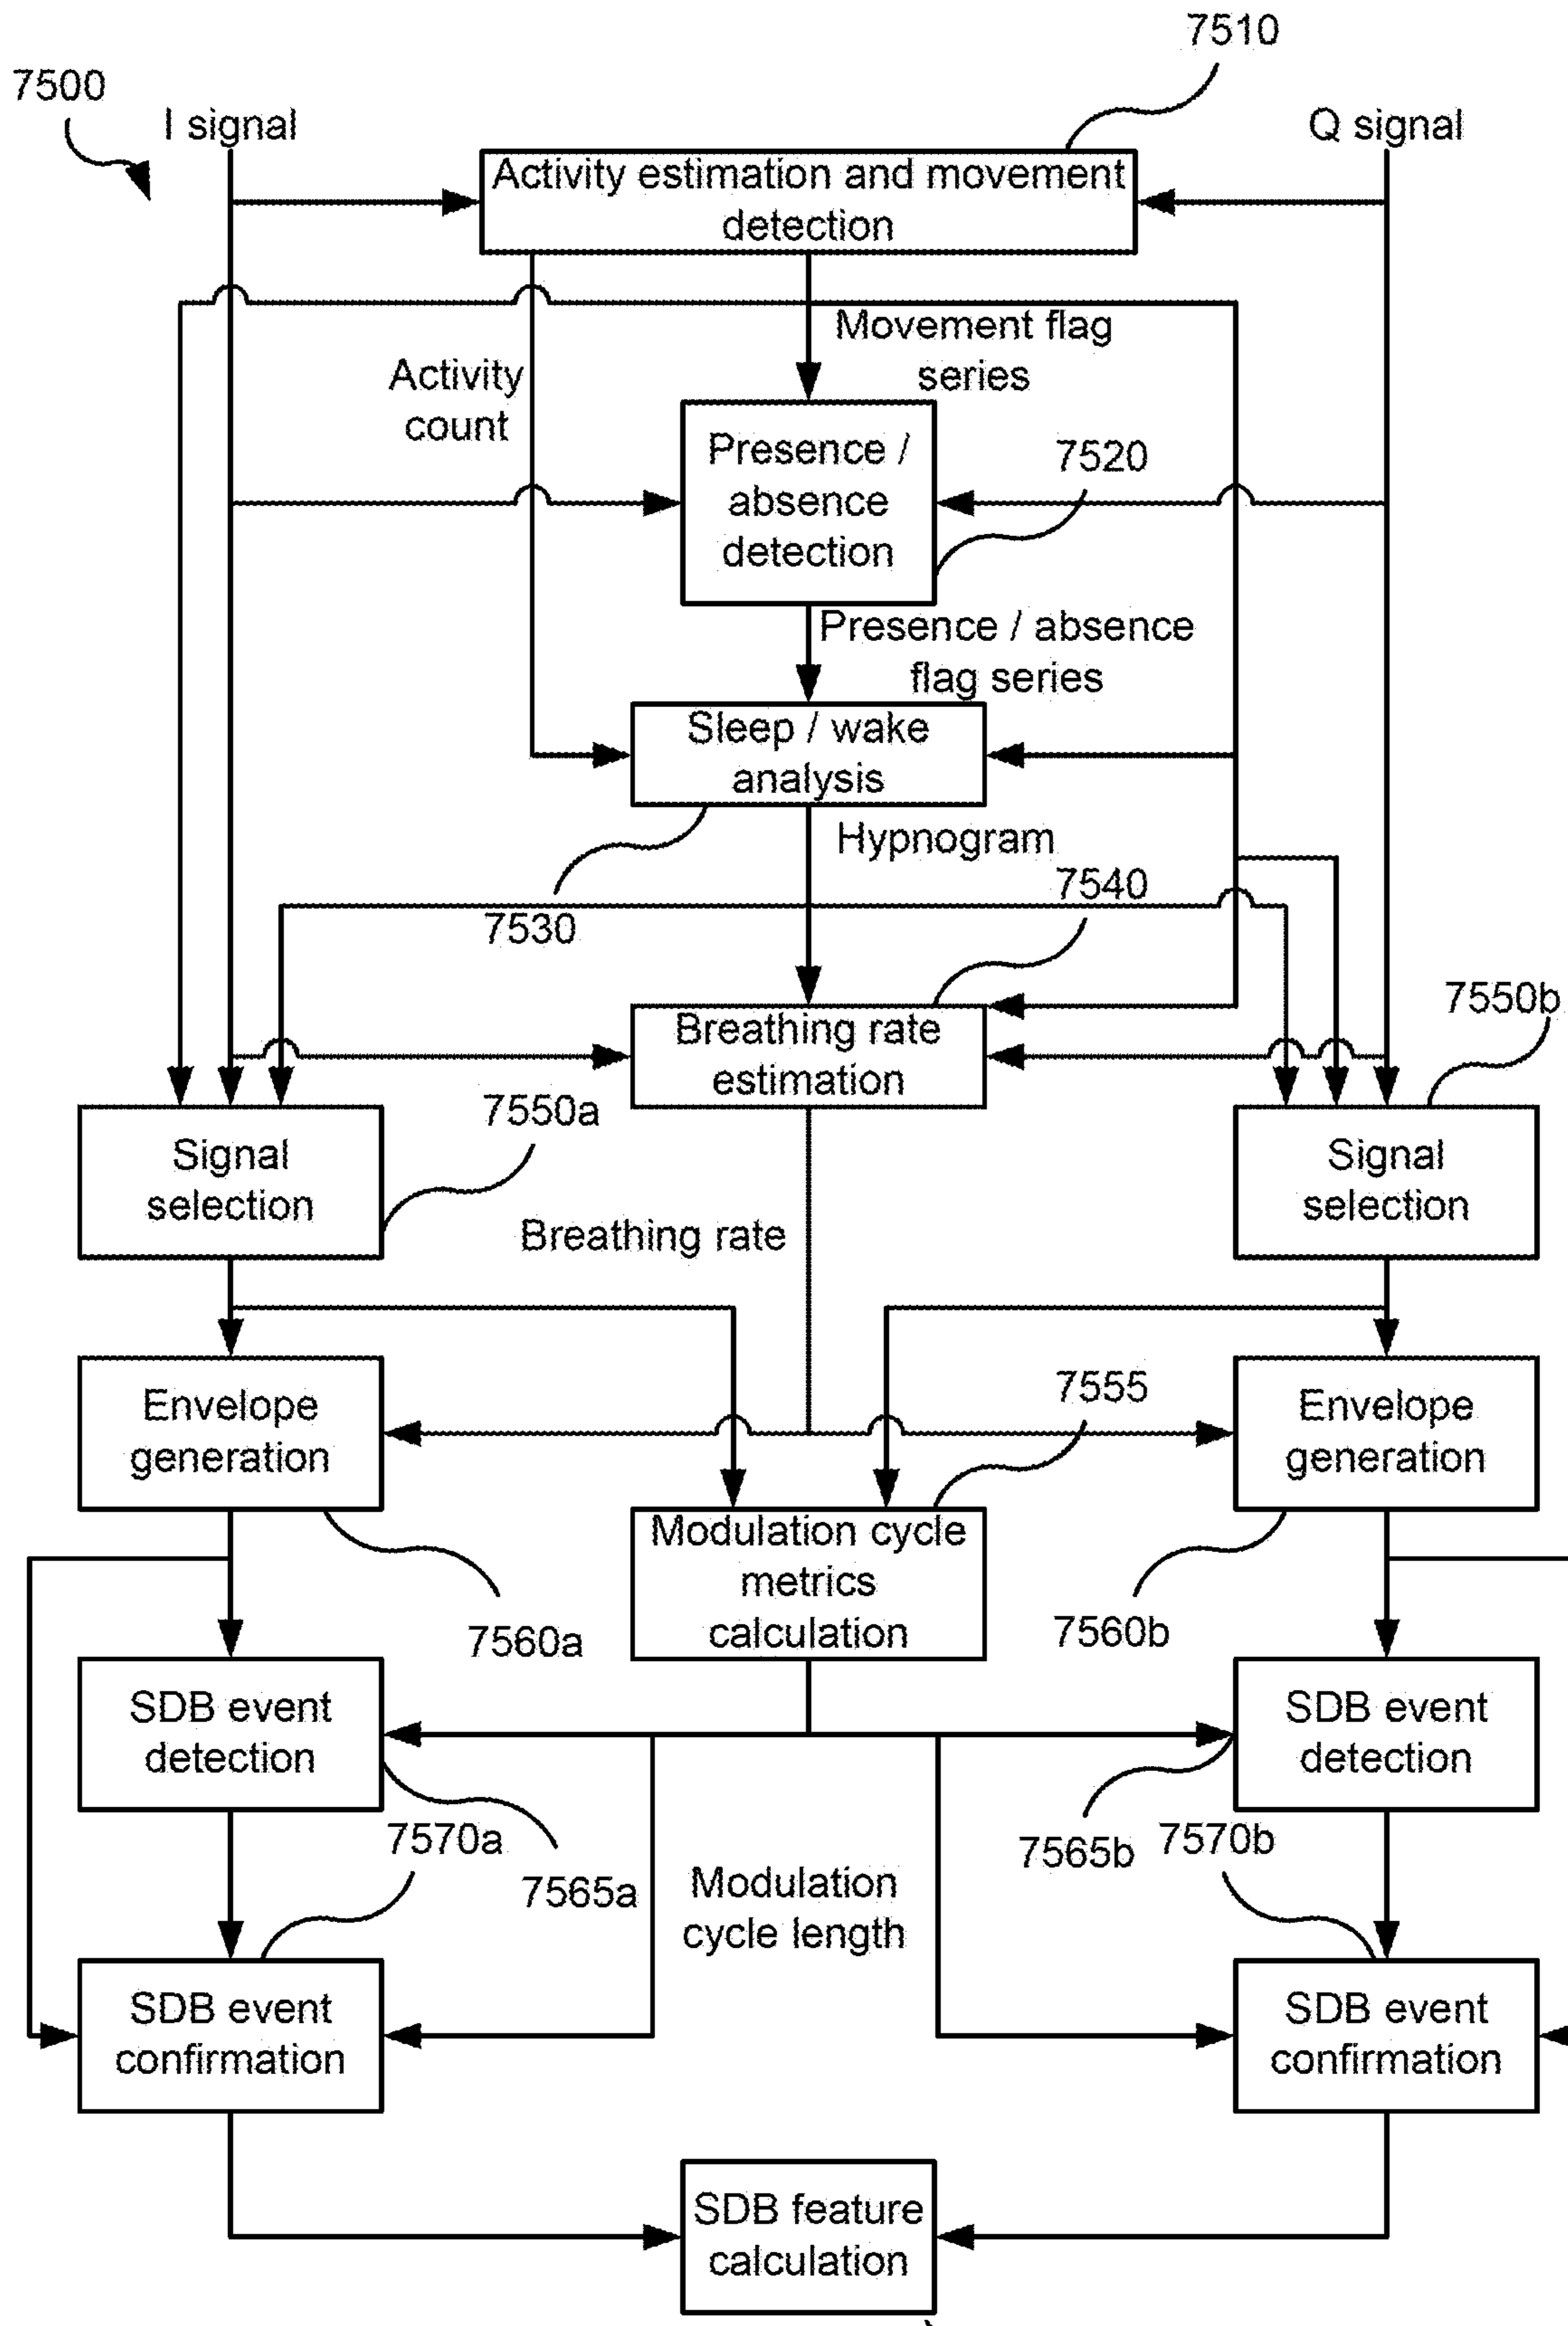 7510
7500
I signal
Q signal
Activity estimation and movement
detection
Movement flag
series
Activity
count
Presence /
absence
detection
7520
Presence / absence
flag series
Sleep / wake
analysis
Hypnogram
7540
7530
7550b
Breathing rate
estimation
7550a
Signal
selection
Signal
selection
Breathing rate
Envelope
generation
7555
Envelope
generation
Modulation cycle
metrics
calculation
7560a
7560b
SDB event
detection
SDB event
detection
7570a
7565a
7565b
7570b
Modulation
cycle length
SDB event
confirmation
SDB event
confirmation
SDB feature
calculation